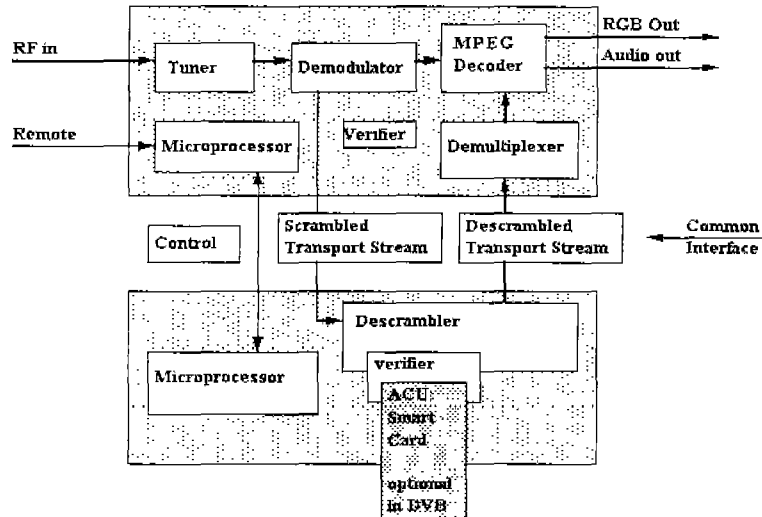 RGB Out
RF in
Tuner
Demodulator
MPEG
Decoder
Audio out
Remote
Microprocessor
Verifier
Demultiplexer
Control
Scrambled
Transport Stream
Descrambled
Transport Stream
Common
Interface
Descrambler
Microprocessor
verifier
ACU
Smart
Card
optional
in DVB